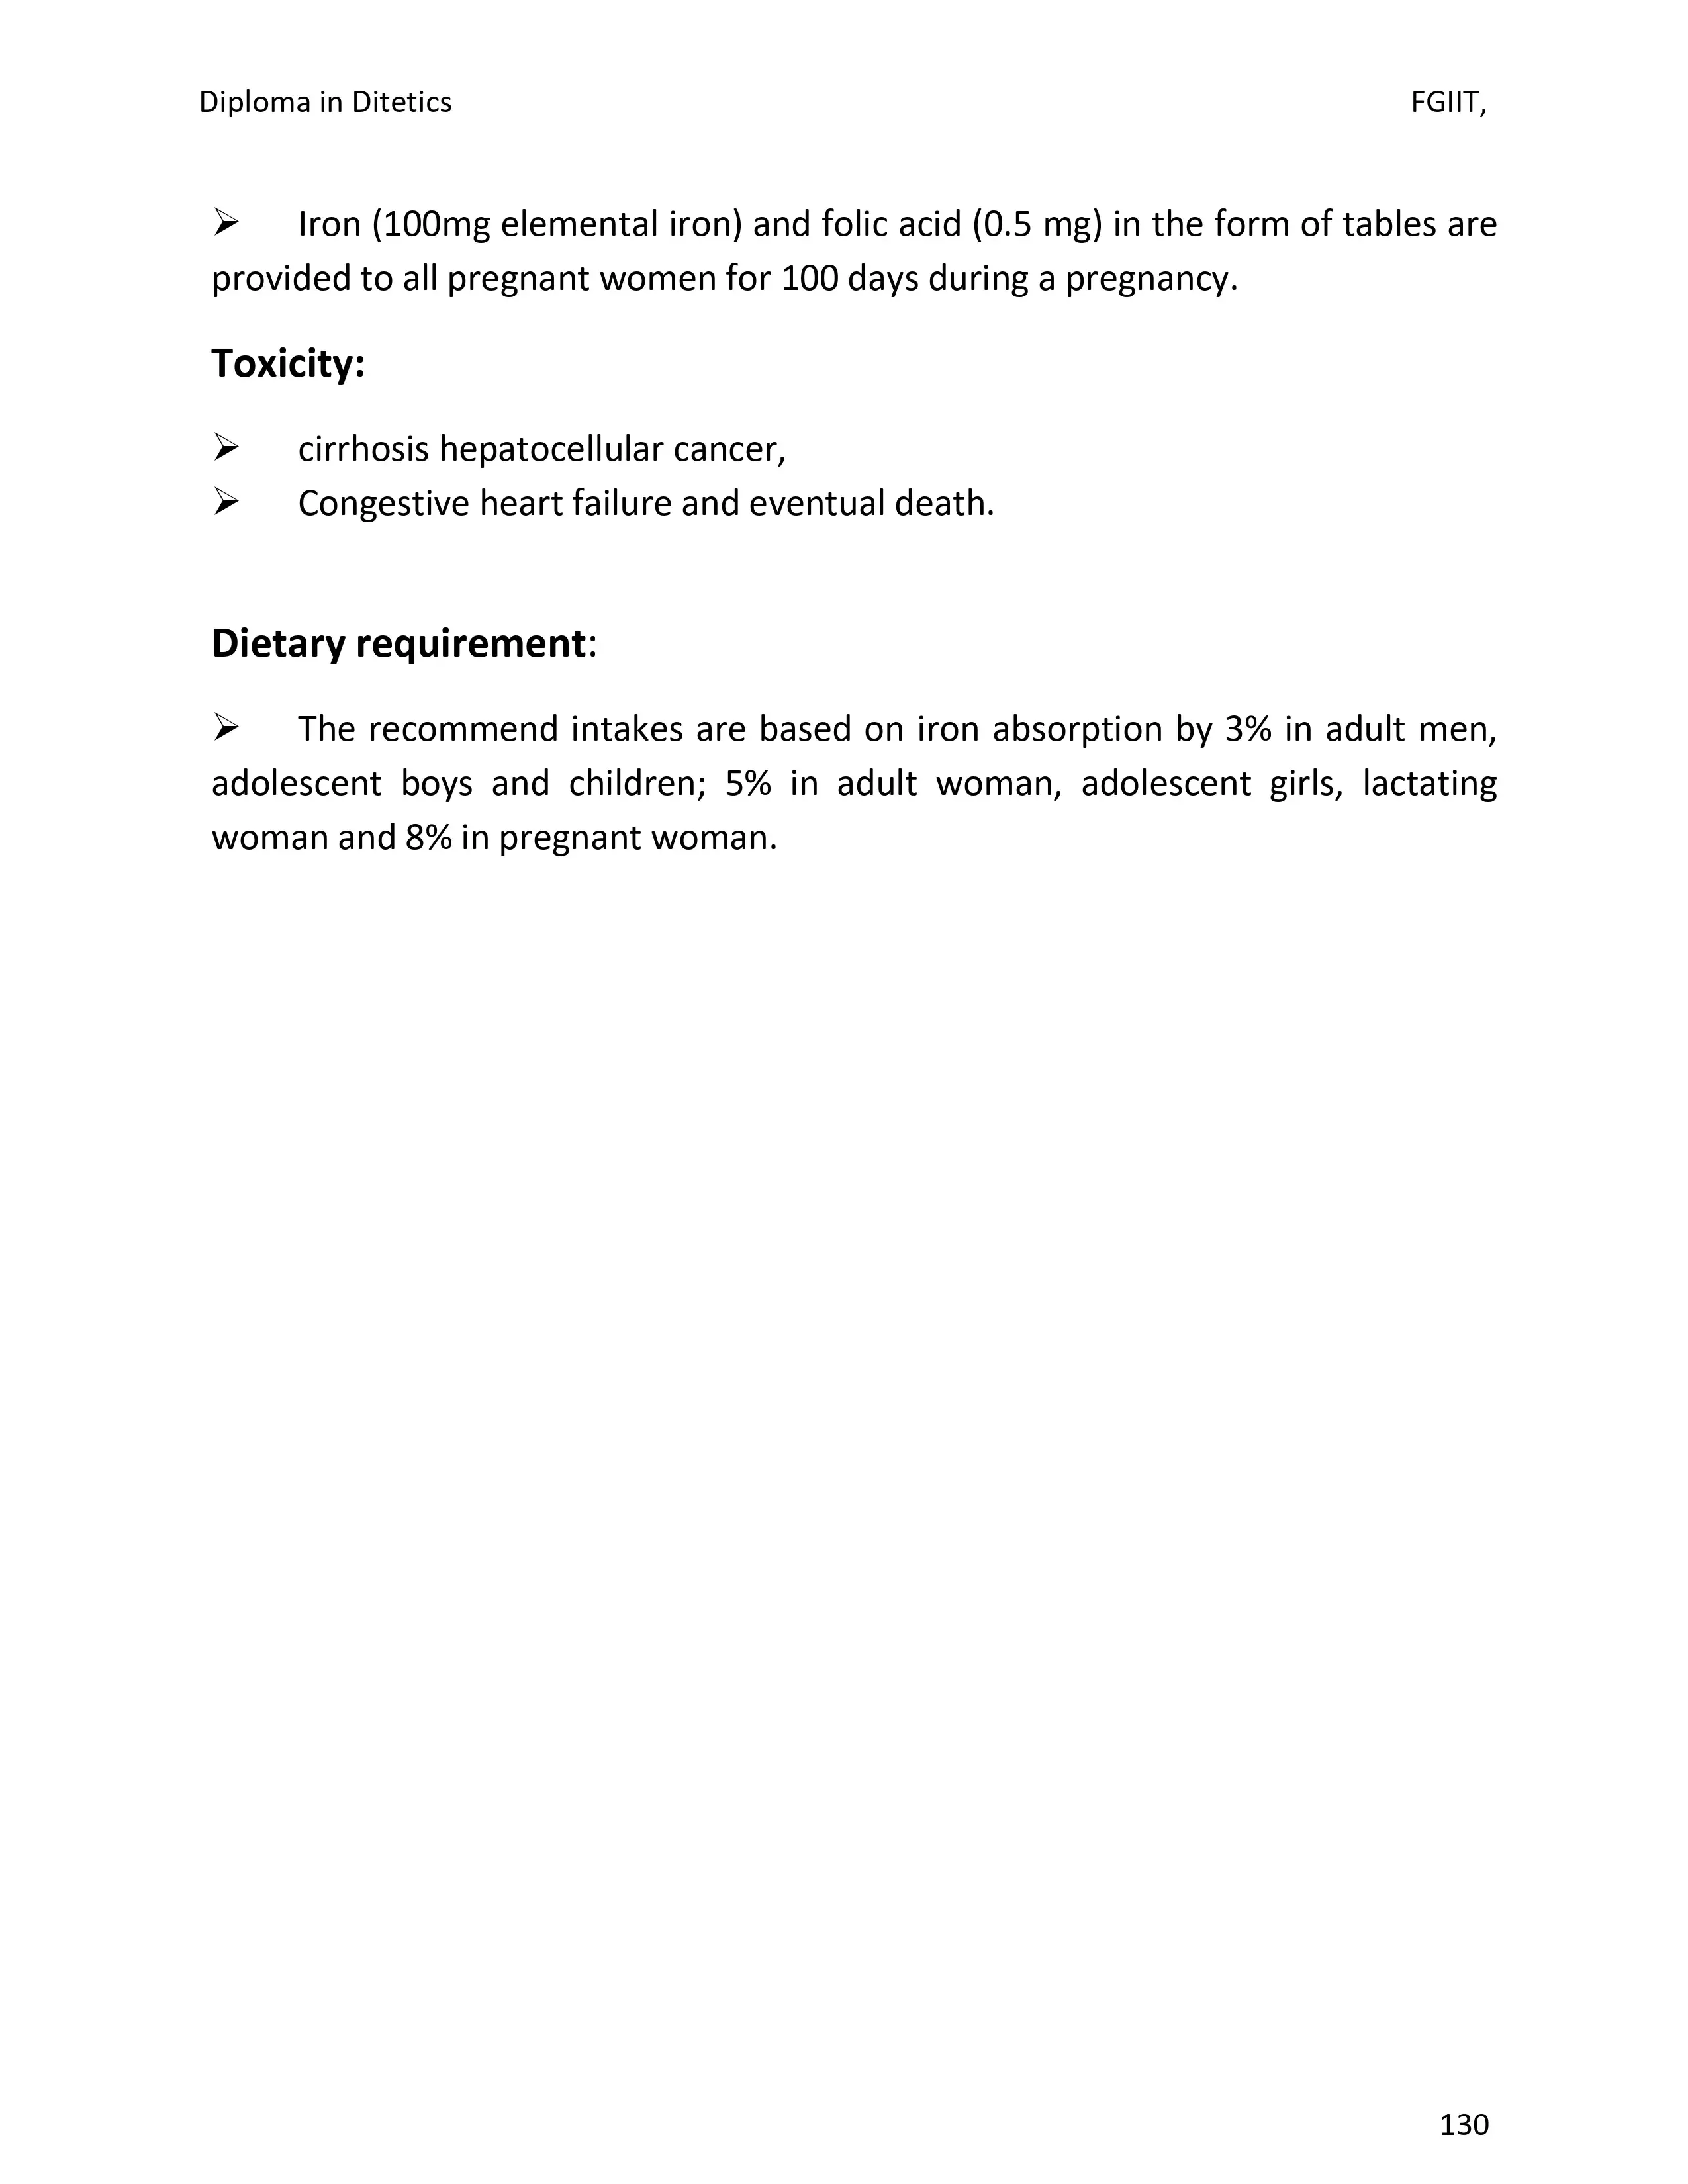 Diploma in Ditetics FGIIT,
➢ Iron (100mg elemental iron) and folic acid (0.5 mg) in the form of tables are
provided to all pregnant women for 100 days during a pregnancy.
Toxicity:
➢ cirrhosis hepatocellular cancer,
➢ Congestive heart failure and eventual death.
Dietary requirement:
➢ The recommend intakes are based on iron absorption by 3% in adult men,
adolescent boys and children; 5% in adult woman, adolescent girls, lactating
woman and 8% in pregnant woman.
130